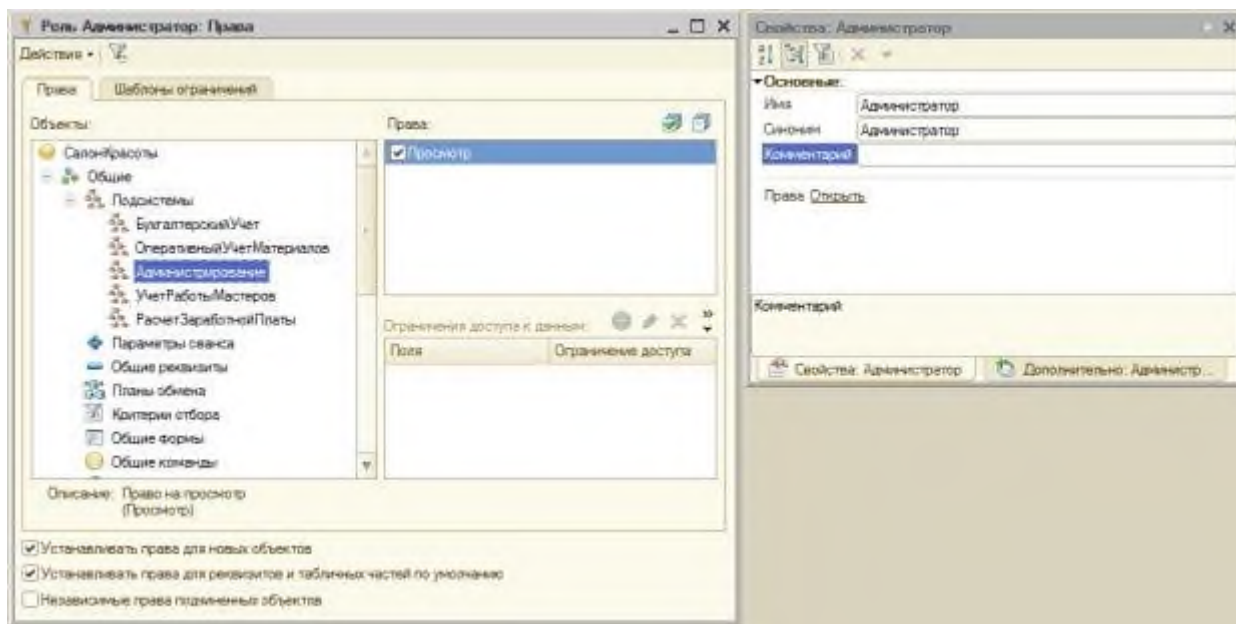 Роль Администратор: Права
Действия
Права
Шаблоны ограничений
Объекты:
Права:
СалонКрасоты
Просмотр
Общие
Подсистемы
БухгалтерскийУчет
ОперативныйУчетМатериалов
Администрирование
УчетРаботыМастеров
РасчетЗаработнойПлаты
Параметры сеанса
Общие реквизиты
Планы обмена
Критерии отбора
Общие формы
Общие команды
Ограничения доступа к данным:
Поля
Ограничение доступа
Описание: Право на просмотр
(Просмотр)
Устанавливать права для новых объектов
Устанавливать права для реквизитов и табличных частей по умолчанию
Независимые права подчиненных объектов
Свойства: Администратор
Основные:
Имя Администратор
Синоним Администратор
Комментарий
Права Открыть
Комментарий
Свойства: Администратор
Дополнительно: Администр...